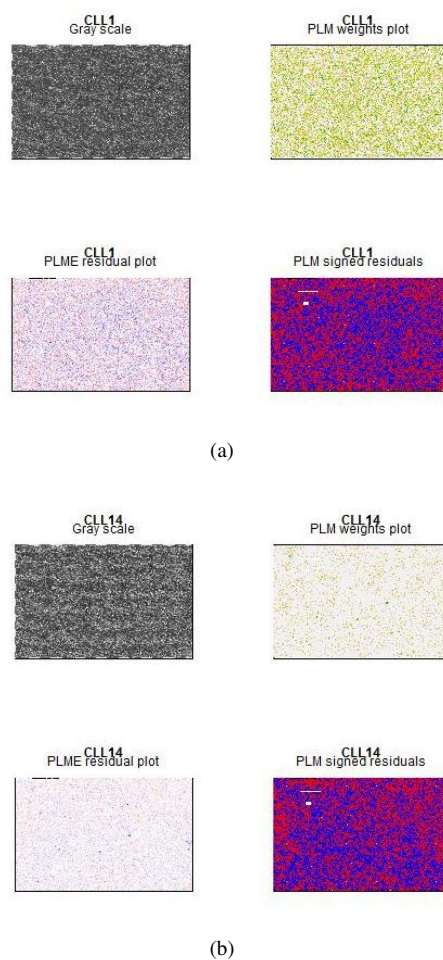 CLL1
Gray scale
CLL1
PLM weights plot
CLL1
PLME residual plot
CLL1
PLM signed residuals
(a)
CLL14
Gray scale
CLL14
PLM weights plot
CLL14
PLME residual plot
CLL14
PLM signed residuals
(b)